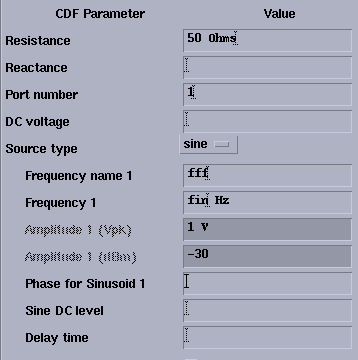 CDF Parameter Value
Resistance 50 Ohms
Reactance
Port number 1
DC voltage
Source type sine
Frequency name 1 fff
Frequency 1 fin Hz
Amplitude 1 (Vpk) 1 V
Amplitude 1 (dBm) -30
Phase for Sinusoid 1
Sine DC level
Delay time